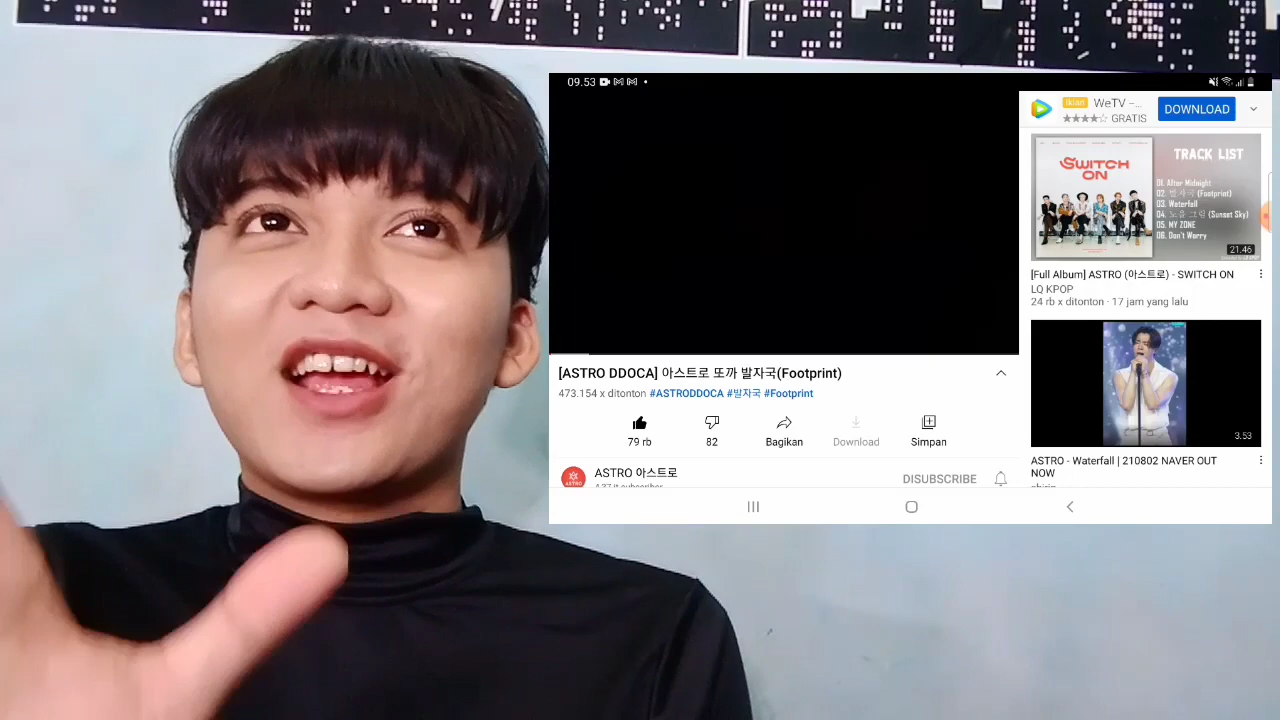 09.53
[ASTRO DDOCA] 아스트로 또까 발자국(Footprint)
473.154 x ditonton #ASTRODDOCA #발자국 #Footprint
79 rb
82
Bagikan
Download
Simpan
ASTRO 아스트로
DISUBSCRIBE
Iklan WeTV -...
GRATIS
DOWNLOAD
SWITCH
ON
TRACK LIST
01. After Midnight
02. 발자국 (Footprint)
03. Waterfall
04. 노을 그림 (Sunset Sky)
05. MY ZONE
06. Don't Worry
21.46
[Full Album] ASTRO (아스트로) - SWITCH ON
LQ KPOP
24 rb x ditonton · 17 jam yang lalu
3.53
ASTRO - Waterfall | 210802 NAVER OUT
NOW